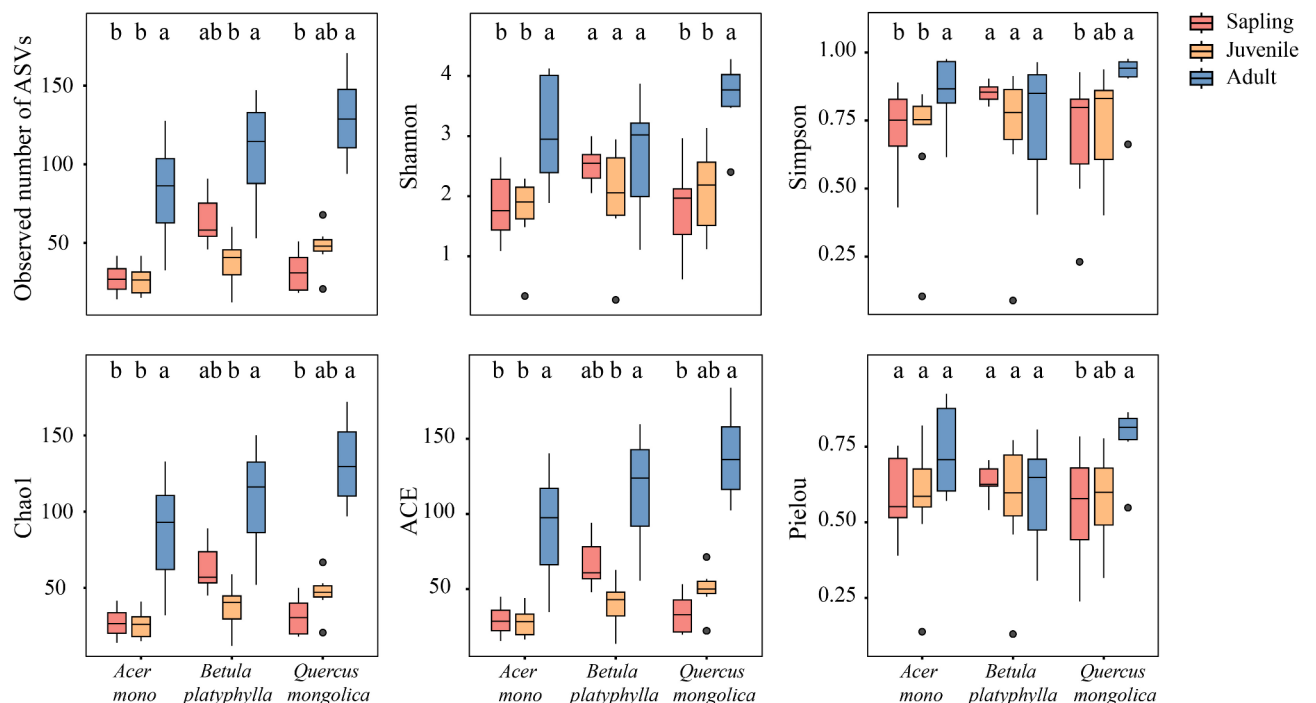 b b a ab b a b ab a
Observed number of ASVs
150
100
50
b b a a a a b b a
Shannon
4
3
2
1
b b a a a a b ab a
Simpson
1.00
0.75
0.50
0.25
Sapling
Juvenile
Adult
b b a ab b a b ab a
Chao1
150
100
50
Acer mono
Betula platyphylla
Quercus mongolica
b b a ab b a b ab a
ACE
150
100
50
Acer mono
Betula platyphylla
Quercus mongolica
a a a a a a b ab a
Pielou
0.75
0.50
0.25
Acer mono
Betula platyphylla
Quercus mongolica